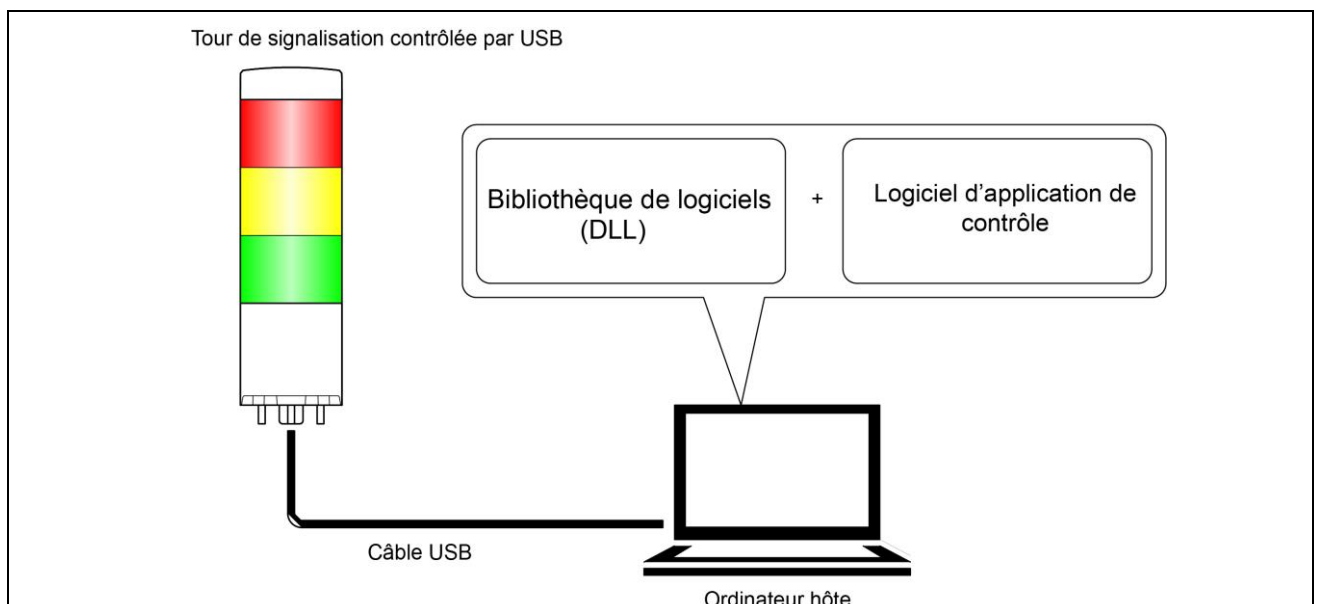 Tour de signalisation contrôlée par USB
Bibliothèque de logiciels
(DLL)
+
Logiciel d’application de
contrôle
Câble USB
Ordinateur hôte